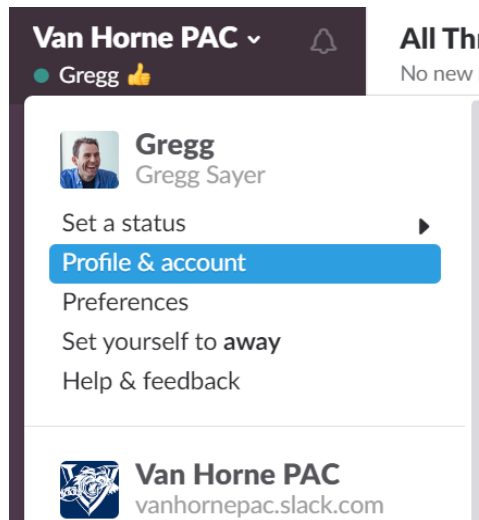 Van Horne PAC
Gregg
All Th
No new
Gregg
Gregg Sayer
Set a status
Profile & account
Preferences
Set yourself to away
Help & feedback
Van Horne PAC
vanhornepac.slack.com